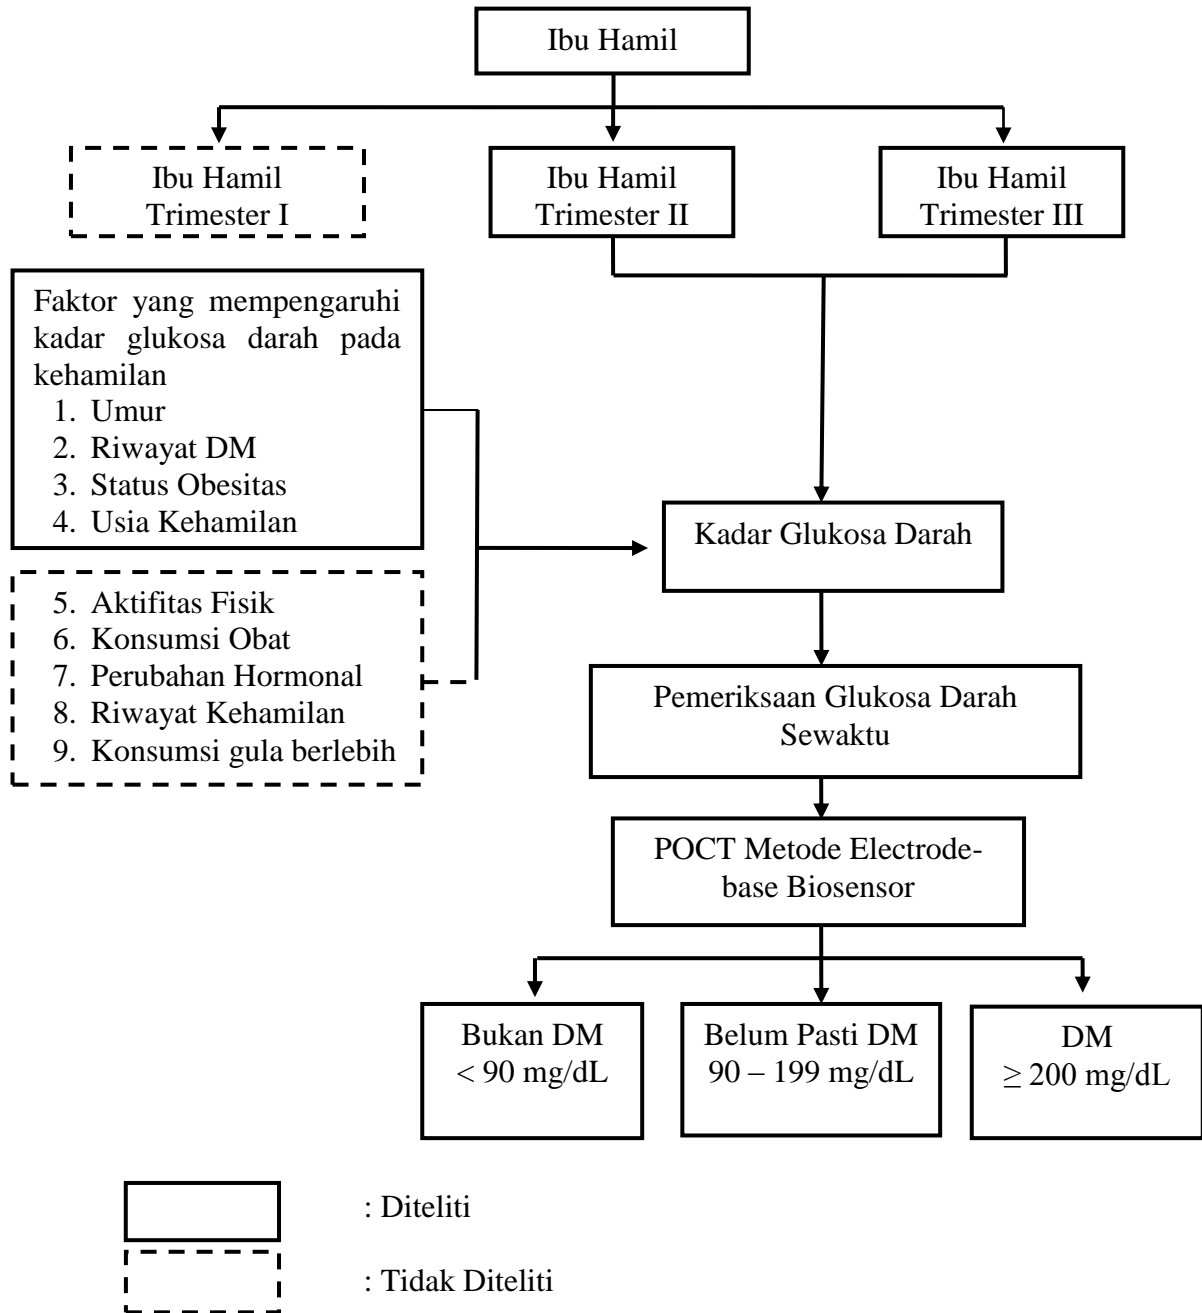 Ibu Hamil
Ibu Hamil
Trimester I
Ibu Hamil
Trimester II
Ibu Hamil
Trimester III
Faktor yang mempengaruhi
kadar glukosa darah pada
kehamilan
1. Umur
2. Riwayat DM
3. Status Obesitas
4. Usia Kehamilan
5. Aktifitas Fisik
6. Konsumsi Obat
7. Perubahan Hormonal
8. Riwayat Kehamilan
9. Konsumsi gula berlebih
Kadar Glukosa Darah
Pemeriksaan Glukosa Darah
Sewaktu
POCT Metode Electrode-
base Biosensor
Bukan DM
< 90 mg/dL
Belum Pasti DM
90 – 199 mg/dL
DM
≥ 200 mg/dL
: Diteliti
: Tidak Diteliti